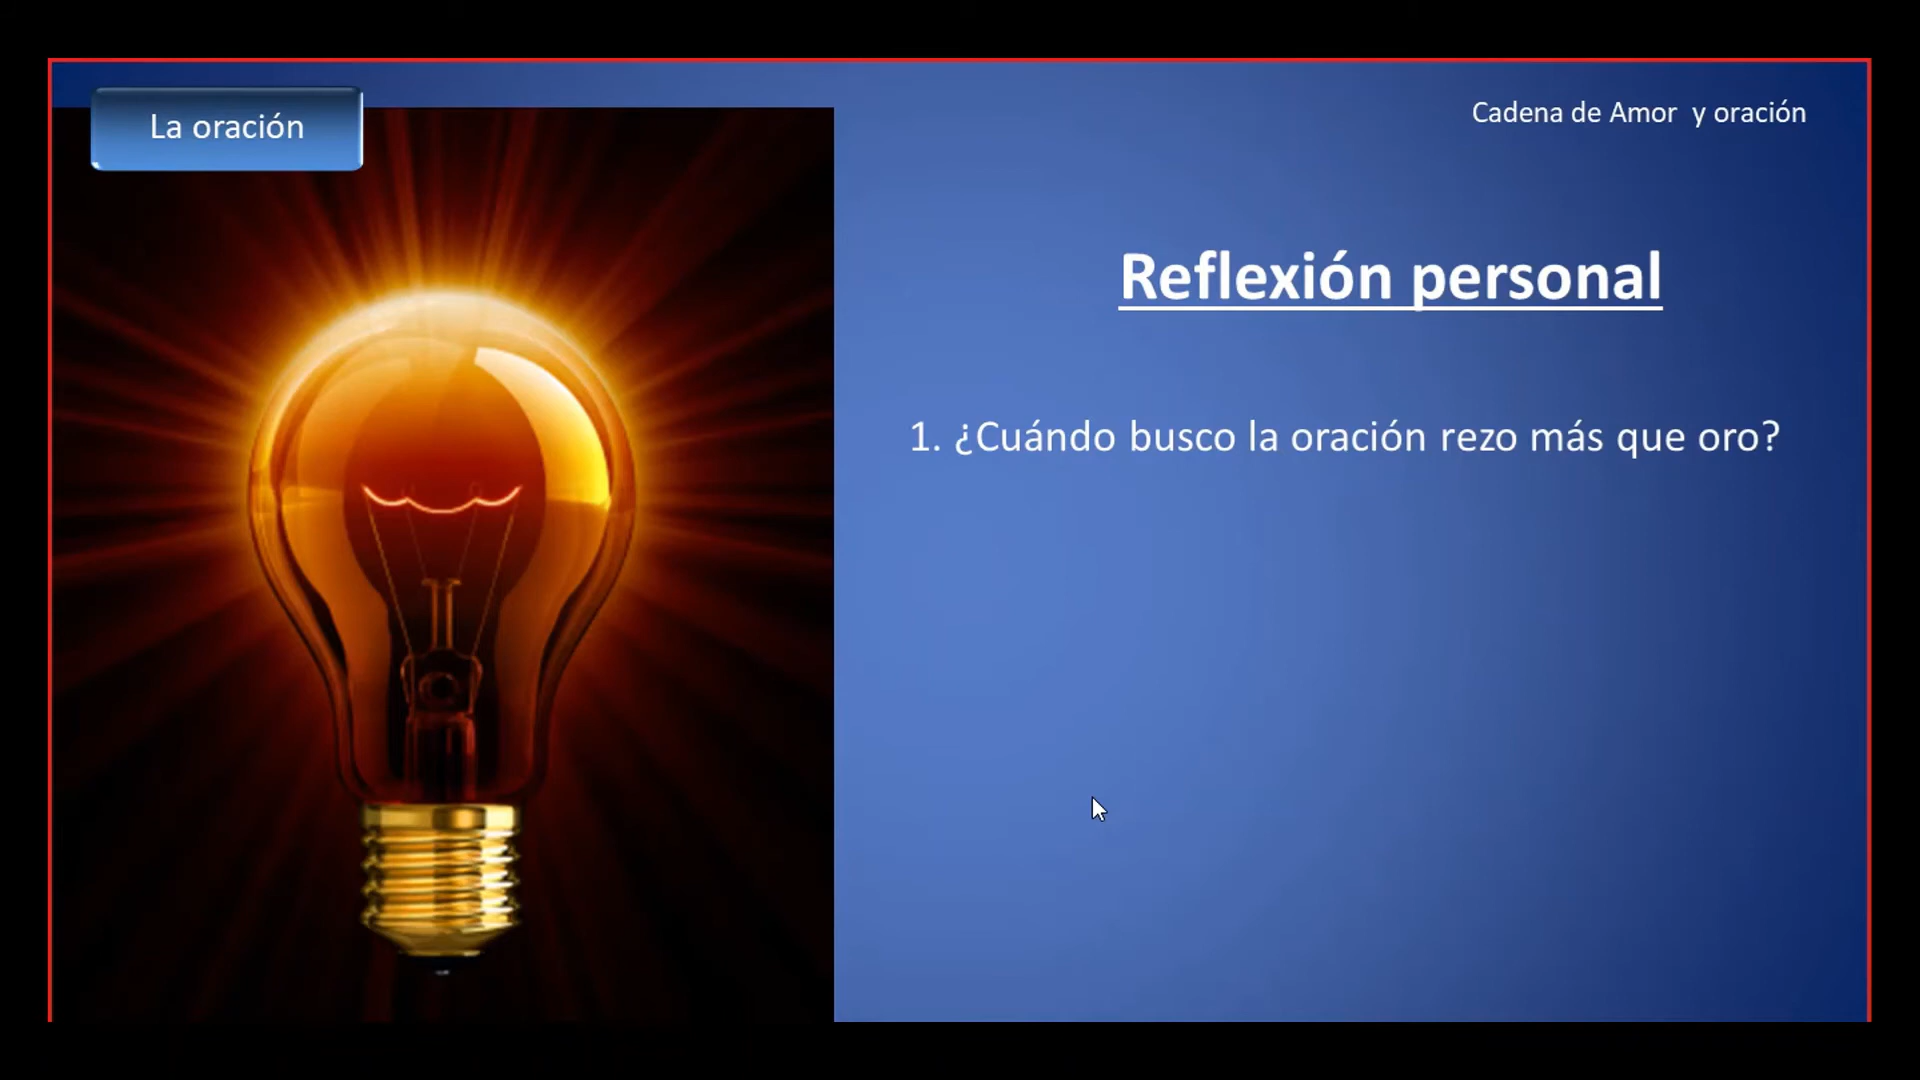 La oración
Cadena de Amor y oración
Reflexión personal
1. ¿Cuándo busco la oración rezo más que oro?